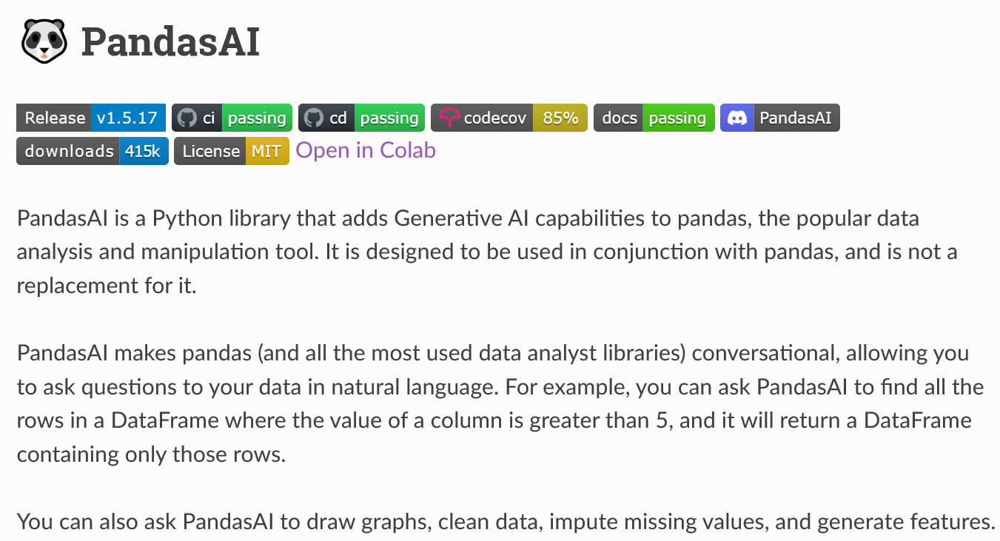 PandasAI
Release v1.5.17 ci passing cd passing codecov 85% docs passing PandasAI
downloads 415k License MIT Open in Colab
PandasAI is a Python library that adds Generative AI capabilities to pandas, the popular data
analysis and manipulation tool. It is designed to be used in conjunction with pandas, and is not a
replacement for it.
PandasAI makes pandas (and all the most used data analyst libraries) conversational, allowing you
to ask questions to your data in natural language. For example, you can ask PandasAI to find all the
rows in a DataFrame where the value of a column is greater than 5, and it will return a DataFrame
containing only those rows.
You can also ask PandasAI to draw graphs, clean data, impute missing values, and generate features.